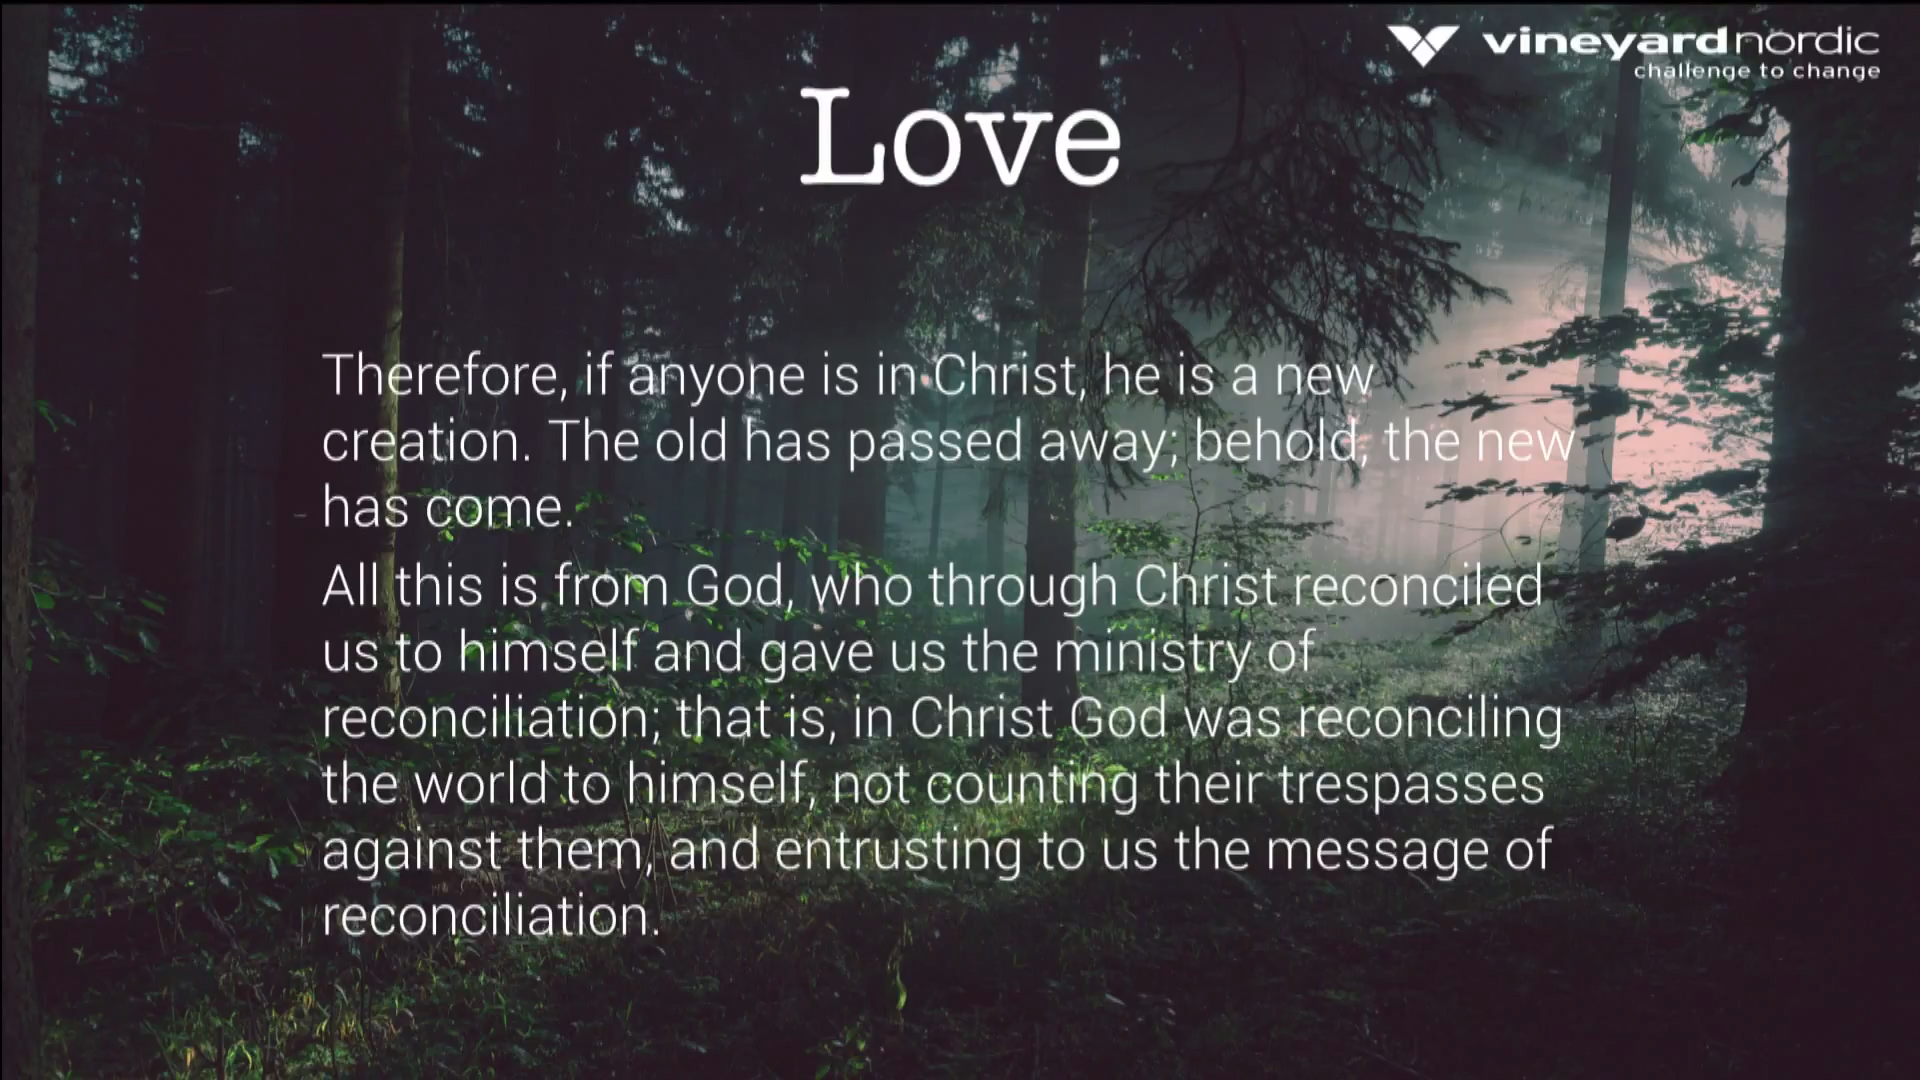 vineyardnordic
challenge to change
Love
Therefore, if anyone is in Christ, he is a new
creation. The old has passed away; behold, the new
has come.
All this is from God, who through Christ reconciled
us to himself and gave us the ministry of
reconciliation; that is, in Christ God was reconciling
the world to himself, not counting their trespasses
against them, and entrusting to us the message of
reconciliation.